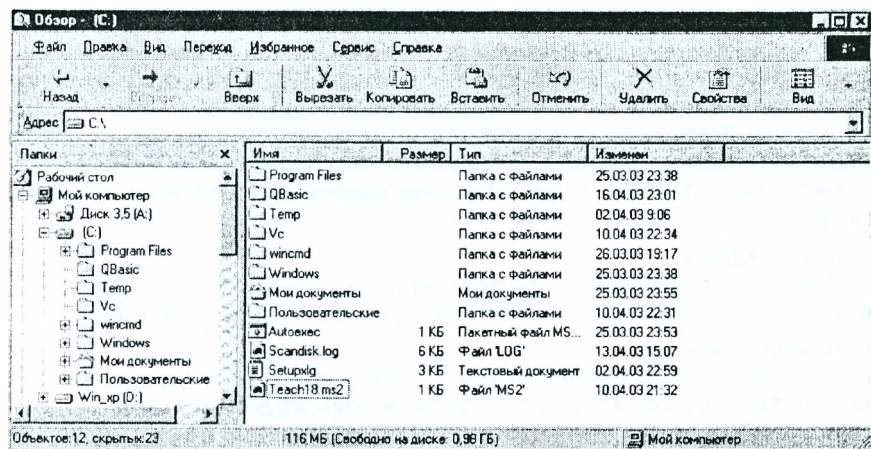 Обзор - (C:)
Файл Правка Вид Переход Избранное Сервис Справка
Назад Вверх Вырезать Копировать Вставить Отменить Удалить Свойства Вид
Адрес C:\
Папки
Рабочий стол
Мой компьютер
Диск 3,5 (A:)
(C:)
Program Files
QBasic
Temp
Vc
wincmd
Windows
Мои документы
Пользовательские
Win_xp (D:)
Имя Размер Тип Изменен
Program Files Папка с файлами 25.03.03 23:38
QBasic Папка с файлами 16.04.03 23:01
Temp Папка с файлами 02.04.03 9:06
Vc Папка с файлами 10.04.03 22:34
wincmd Папка с файлами 26.03.03 19:17
Windows Папка с файлами 25.03.03 23:38
Мои документы Мои документы 25.03.03 23:55
Пользовательские Папка с файлами 10.04.03 22:31
Autoexec 1 КБ Пакетный файл MS... 25.03.03 23:53
Scandisk.log 6 КБ Файл 'LOG' 13.04.03 15:07
Setupxlg 3 КБ Текстовый документ 02.04.03 22:59
Teach18.ms2 1 КБ Файл 'MS2' 10.04.03 21:32
Объектов:12, скрытых:23 116 МБ (Свободно на диске: 0,98 ГБ) Мой компьютер